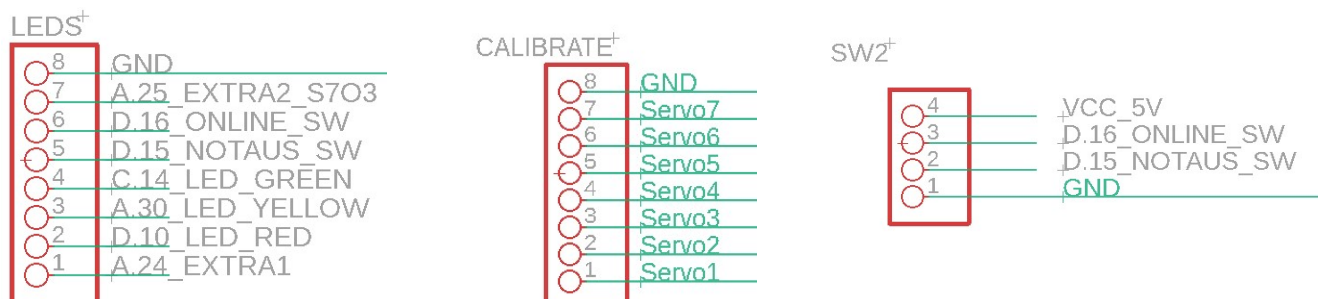 LEDS
8 GND
7 A.25_EXTRA2_S7O3
6 D.16_ONLINE_SW
5 D.15_NOTAUS_SW
4 C.14_LED_GREEN
3 A.30_LED_YELLOW
2 D.10_LED_RED
1 A.24_EXTRA1
CALIBRATE
8 GND
7 Servo7
6 Servo6
5 Servo5
4 Servo4
3 Servo3
2 Servo2
1 Servo1
SW2
4 VCC_5V
3 D.16_ONLINE_SW
2 D.15_NOTAUS_SW
1 GND